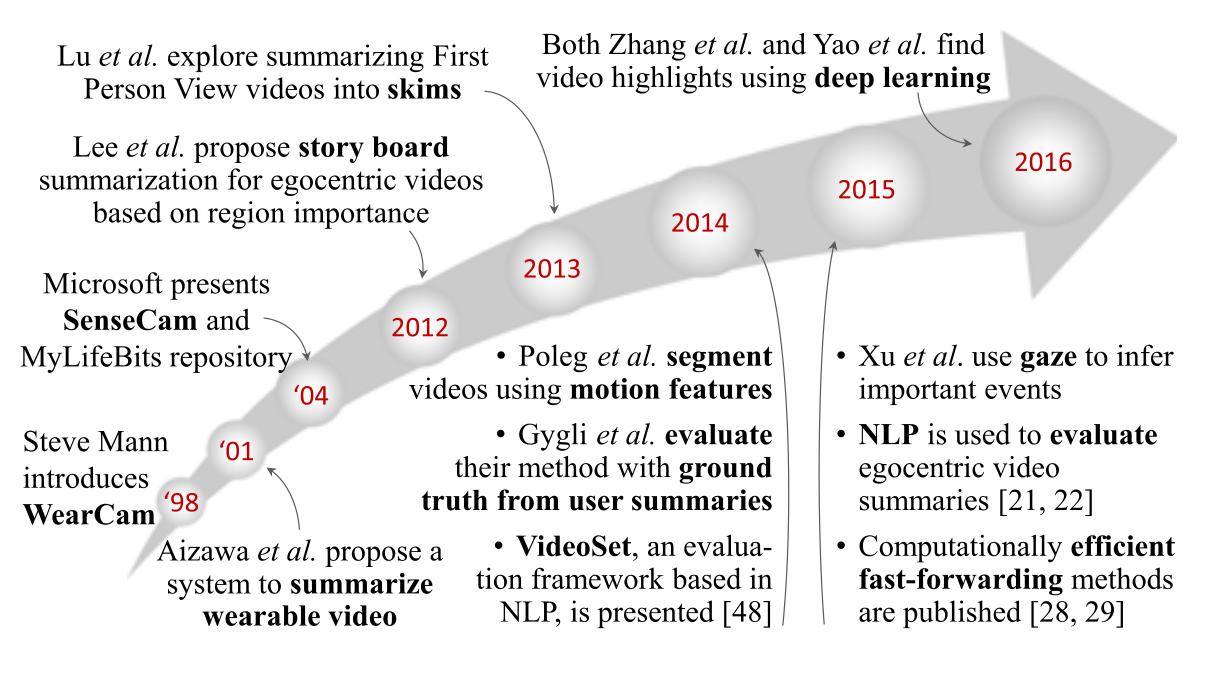 Lu et al. explore summarizing First
Person View videos into skims
Both Zhang et al. and Yao et al. find
video highlights using deep learning
Lee et al. propose story board
summarization for egocentric videos
based on region importance
Microsoft presents
SenseCam and
MyLifeBits repository
Steve Mann
introduces
WearCam
‘98
‘01
‘04
2012
2013
2014
2015
2016
Aizawa et al. propose a
system to summarize
wearable video
• Poleg et al. segment
videos using motion features
• Gygli et al. evaluate
their method with ground
truth from user summaries
• VideoSet, an evalua-
tion framework based in
NLP, is presented [48]
• Xu et al. use gaze to infer
important events
• NLP is used to evaluate
egocentric video
summaries [21, 22]
• Computationally efficient
fast-forwarding methods
are published [28, 29]